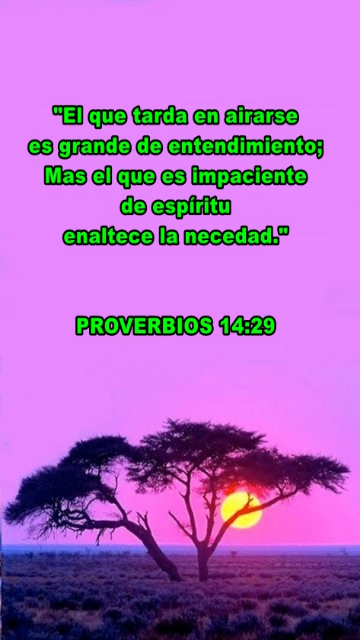 "El que tarda en airarse
es grande de entendimiento;
Mas el que es impaciente
de espíritu
enaltece la necedad."
PROVERBIOS 14:29